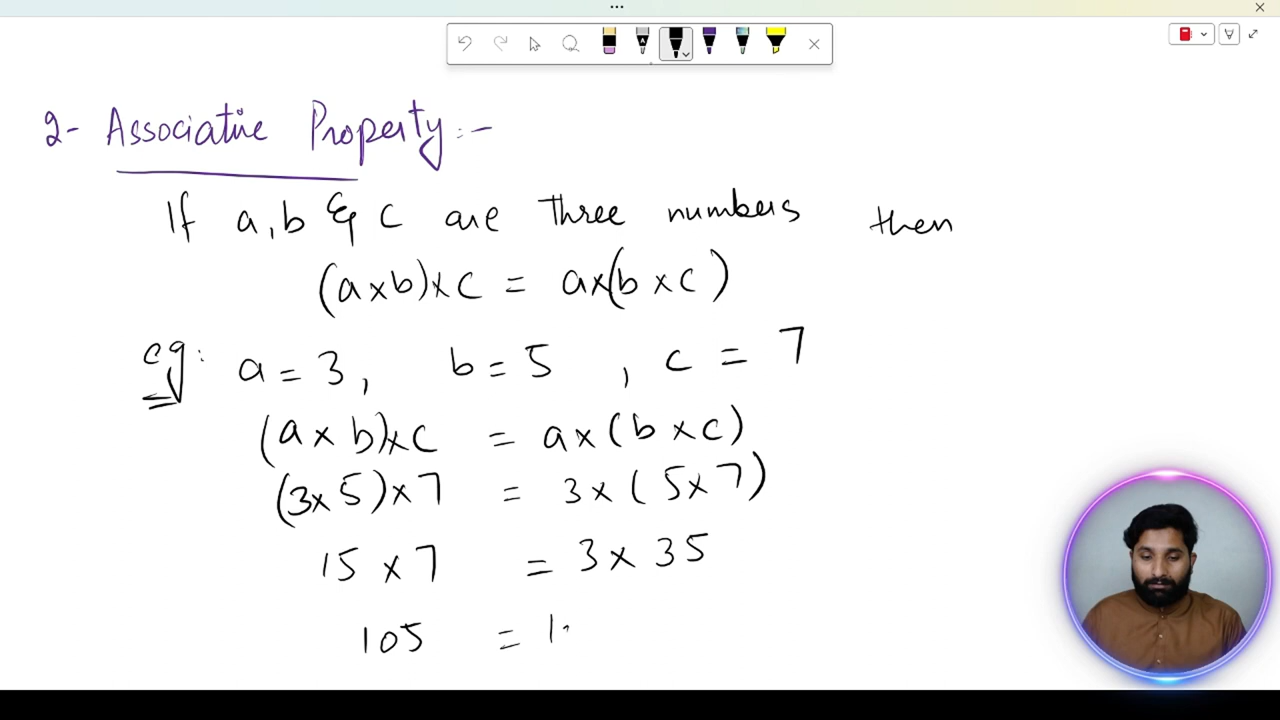 2- Associative Property:-
If a, b & c are three numbers then
(a×b)×c = a×(b×c)
eg: a = 3, b = 5 , c = 7
(a×b)×c = a×(b×c)
(3×5)×7 = 3×(5×7)
15×7 = 3×35
105 = 1